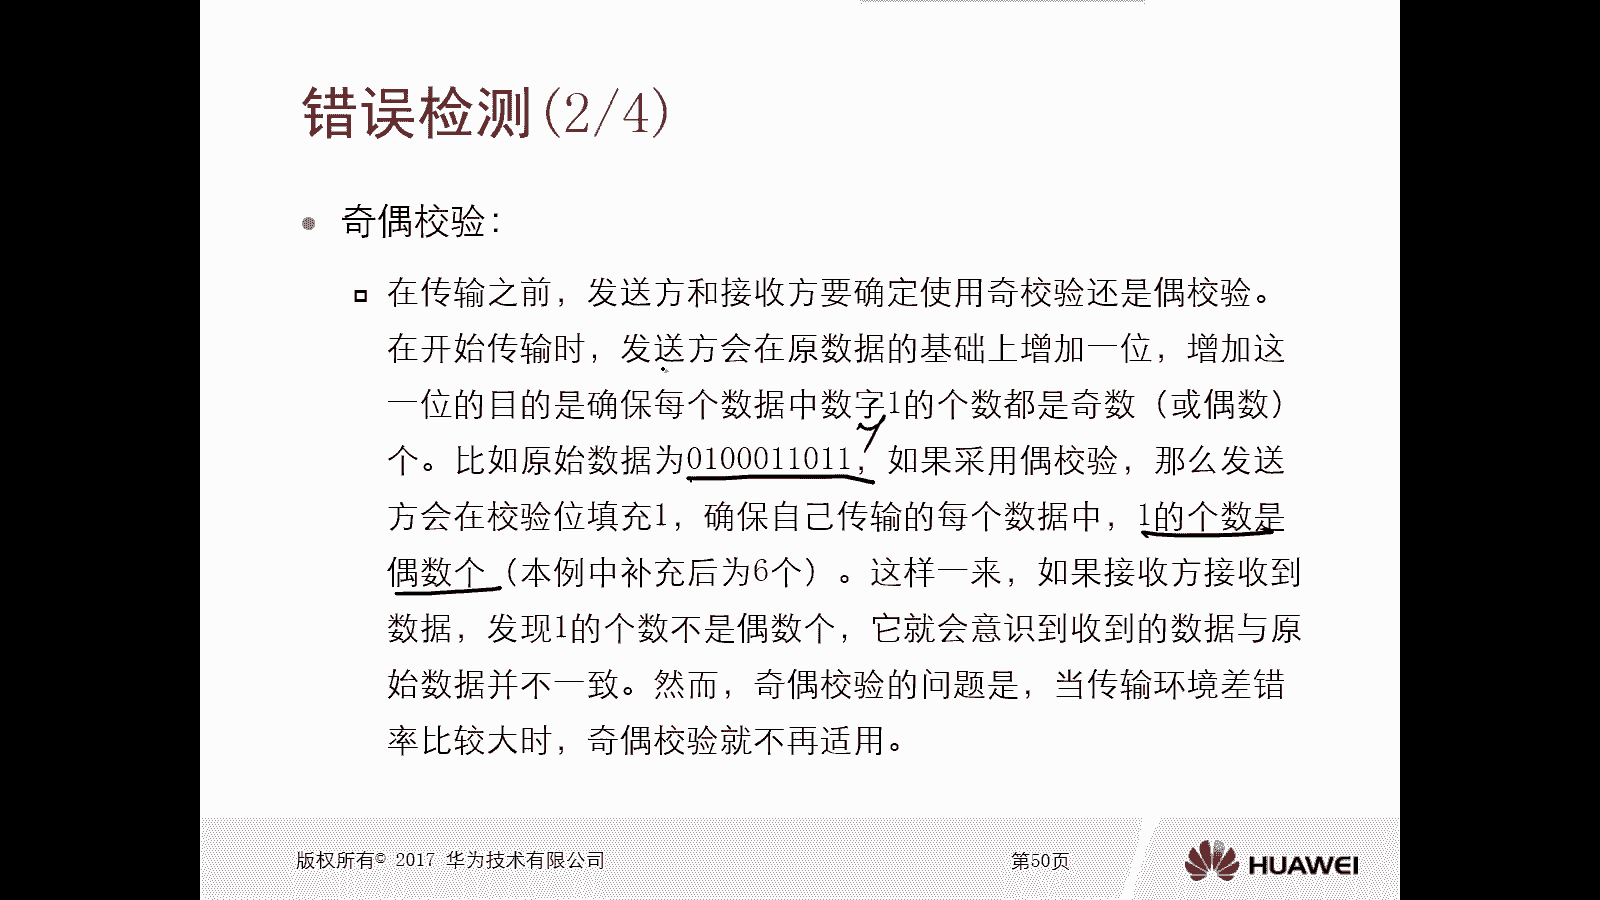 错误检测(2/4)
奇偶校验：
在传输之前，发送方和接收方要确定使用奇校验还是偶校验。
在开始传输时，发送方会在原数据的基础上增加一位，增加这
一位的目的是确保每个数据中数字1的个数都是奇数（或偶数）
个。比如原始数据为0100011011，如果采用偶校验，那么发送
方会在校验位填充1，确保自己传输的每个数据中，1的个数是
偶数个（本例中补充后为6个）。这样一来，如果接收方接收到
数据，发现1的个数不是偶数个，它就会意识到收到的数据与原
始数据并不一致。然而，奇偶校验的问题是，当传输环境差错
率比较大时，奇偶校验就不再适用。
版权所有© 2017 华为技术有限公司
第50页
HUAWEI